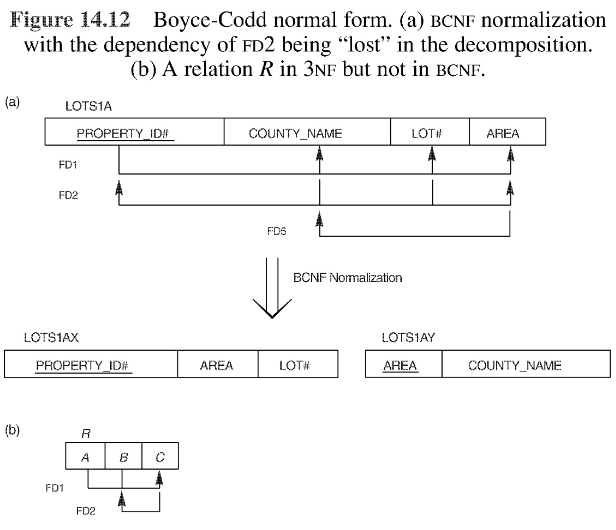 Figure 14.12 Boyce-Codd normal form. (a) BCNF normalization
with the dependency of FD2 being “lost” in the decomposition.
(b) A relation R in 3NF but not in BCNF.
(a)
LOTS1A
PROPERTY_ID# COUNTY_NAME LOT# AREA
FD1
FD2
FD5
BCNF Normalization
LOTS1AX LOTS1AY
PROPERTY_ID# AREA LOT# AREA COUNTY_NAME
(b)
R
A B C
FD1
FD2